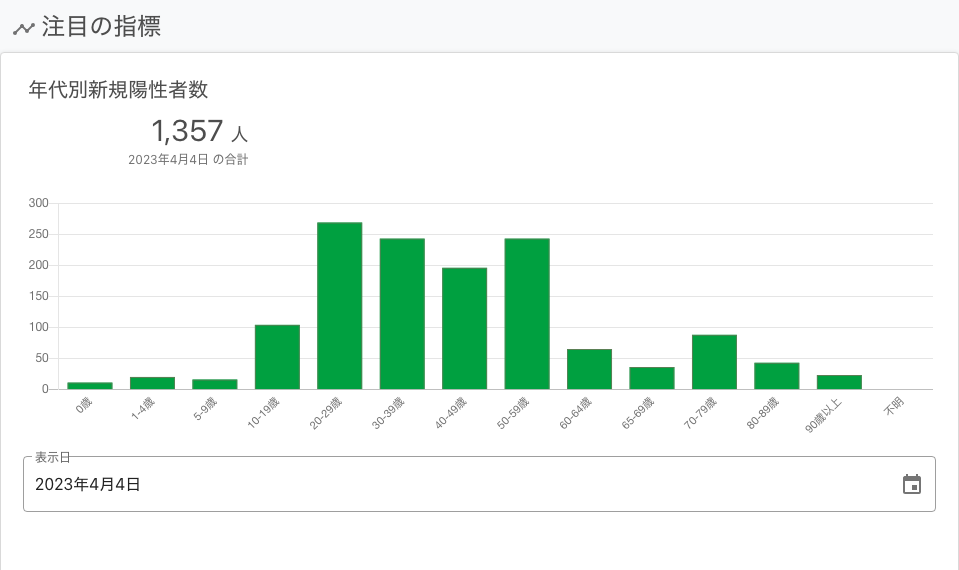 注目の指標
年代別新規陽性者数
1,357 人
2023年4月4日 の合計
300
250
200
150
100
50
0
0歳
1-4歳
5-9歳
10-19歳
20-29歳
30-39歳
40-49歳
50-59歳
60-64歳
65-69歳
70-79歳
80-89歳
90歳以上
不明
表示日
2023年4月4日